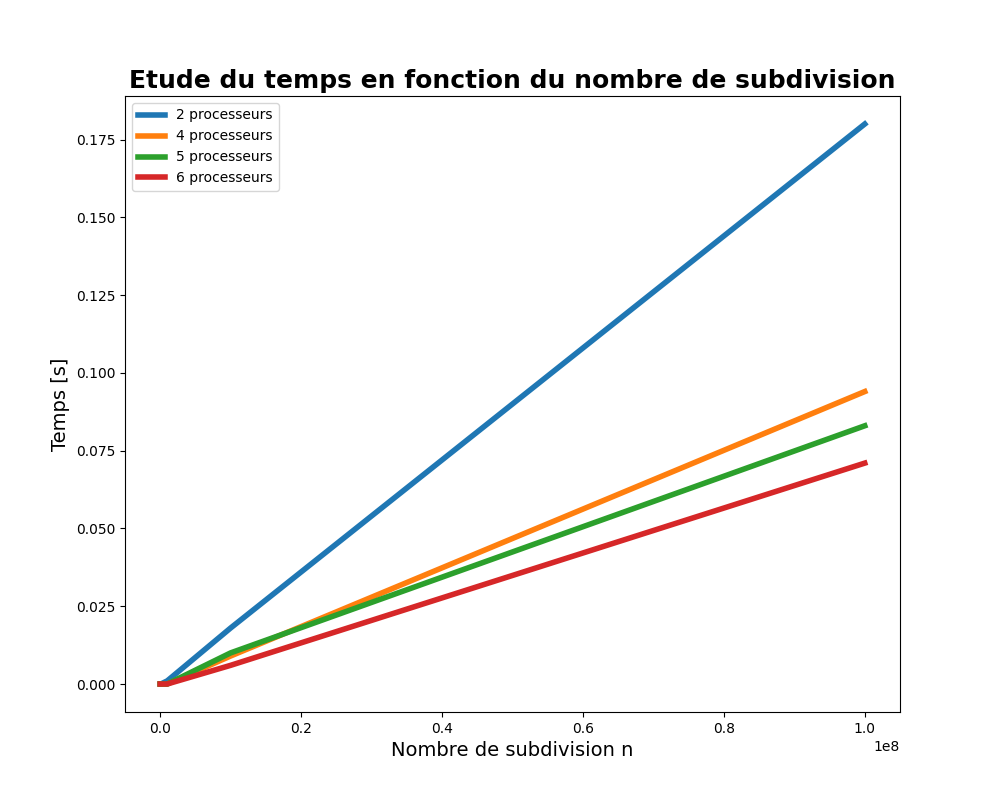 Etude du temps en fonction du nombre de subdivision
2 processeurs
4 processeurs
5 processeurs
6 processeurs
Temps [s]
0.175
0.150
0.125
0.100
0.075
0.050
0.025
0.000
0.0 0.2 0.4 0.6 0.8 1.0
1e8
Nombre de subdivision n